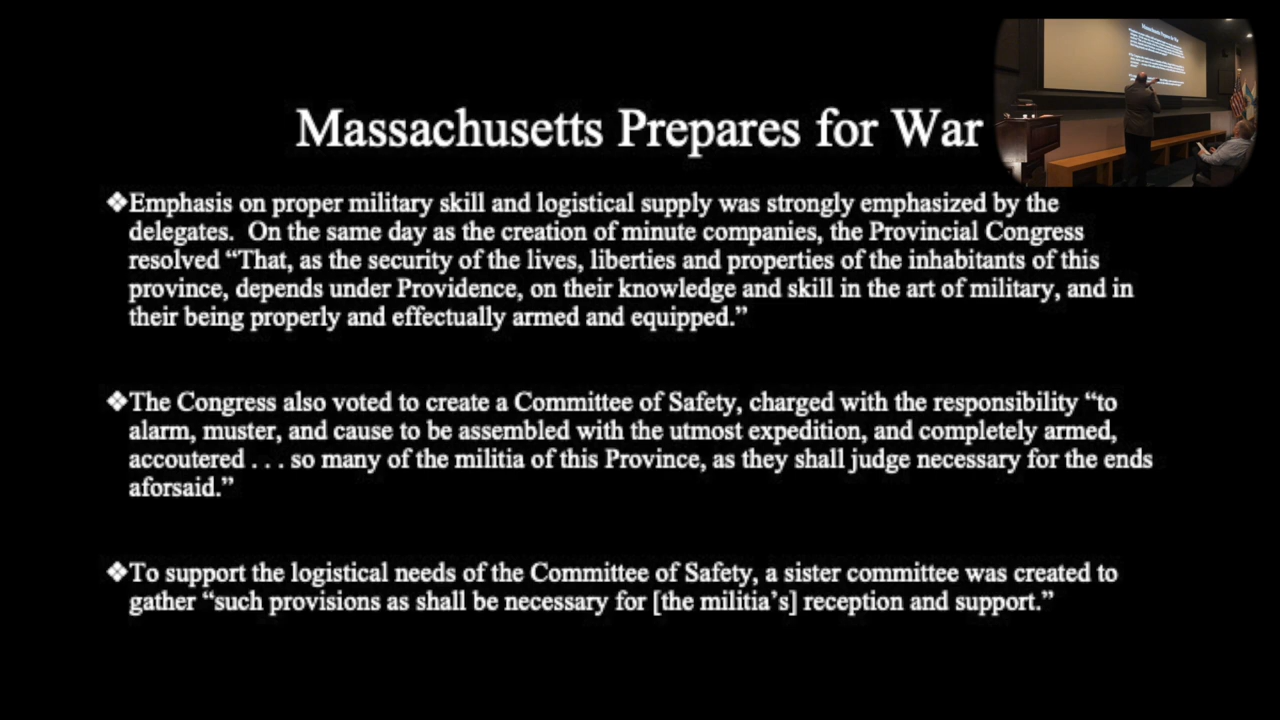 Massachusetts Prepares for War
❖Emphasis on proper military skill and logistical supply was strongly emphasized by the
delegates.  On the same day as the creation of minute companies, the Provincial Congress
resolved “That, as the security of the lives, liberties and properties of the inhabitants of this
province, depends under Providence, on their knowledge and skill in the art of military, and in
their being properly and effectually armed and equipped.”
❖The Congress also voted to create a Committee of Safety, charged with the responsibility “to
alarm, muster, and cause to be assembled with the utmost expedition, and completely armed,
accoutered . . . so many of the militia of this Province, as they shall judge necessary for the ends
aforsaid.”
❖To support the logistical needs of the Committee of Safety, a sister committee was created to
gather “such provisions as shall be necessary for [the militia’s] reception and support.”